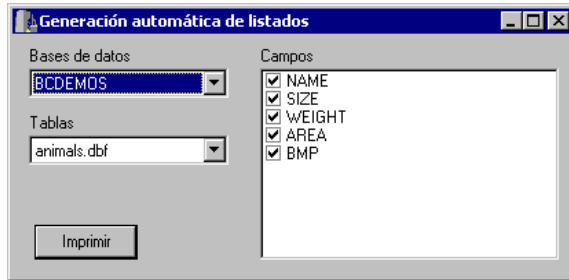 Generación automática de listados
Bases de datos
BCDEMOS
Tablas
animals.dbf
Imprimir
Campos
NAME
SIZE
WEIGHT
AREA
BMP